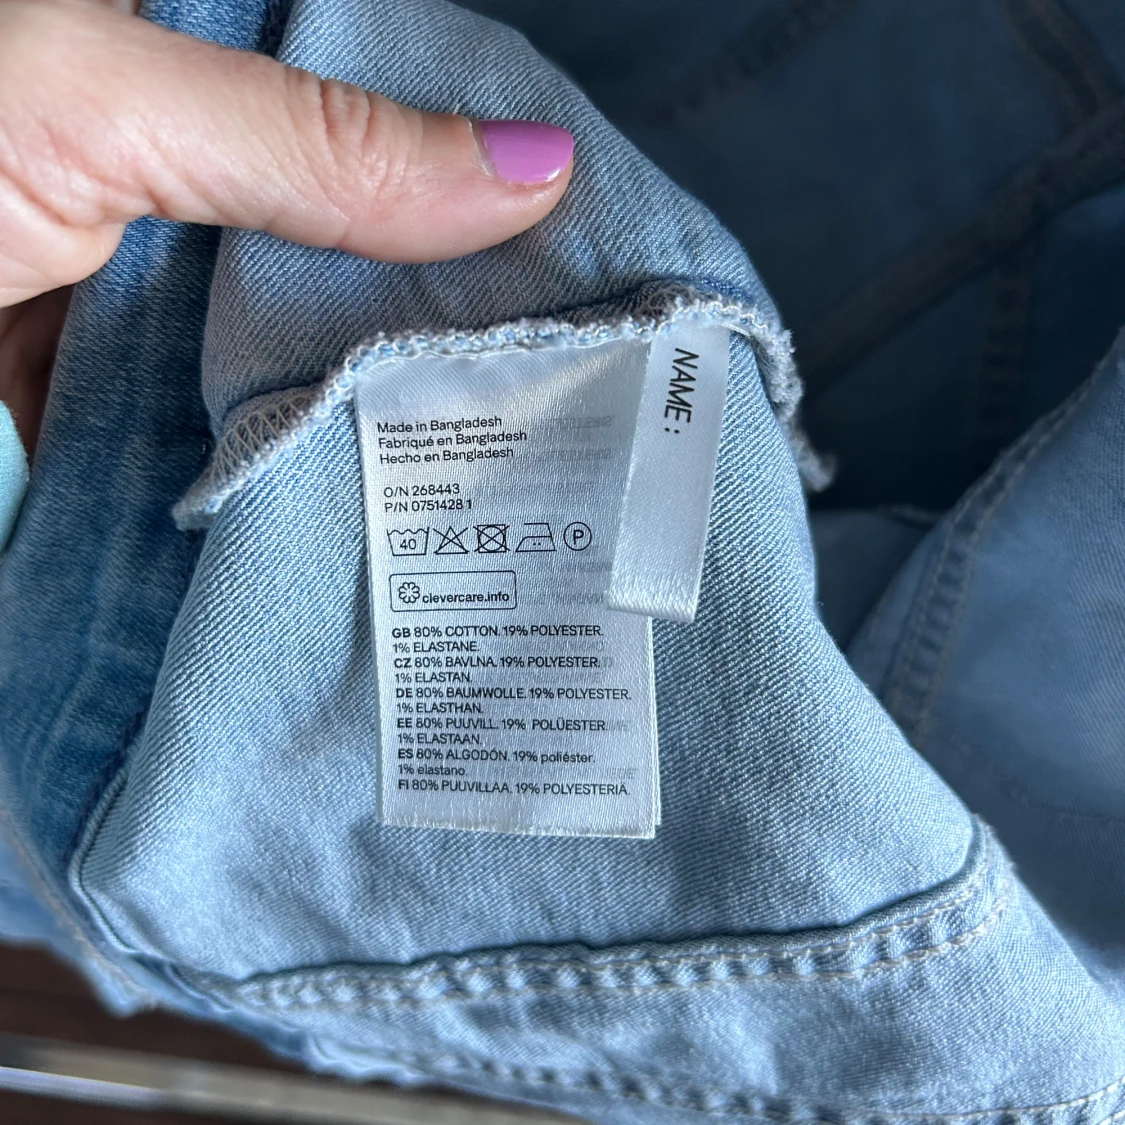 Made in Bangladesh
Fabriqué en Bangladesh
Hecho en Bangladesh
O/N 268443
P/N 0751428 1
40 P
clevercare.info
GB 80% COTTON. 19% POLYESTER.
1% ELASTANE.
CZ 80% BAVLNA. 19% POLYESTER.
1% ELASTAN.
DE 80% BAUMWOLLE. 19% POLYESTER.
1% ELASTHAN.
EE 80% PUUVILL. 19% POLÜESTER.
1% ELASTAAN.
ES 80% ALGODÓN. 19% poliéster.
1% elastano.
FI 80% PUUVILLAA. 19% POLYESTERIÄ.
NAME :